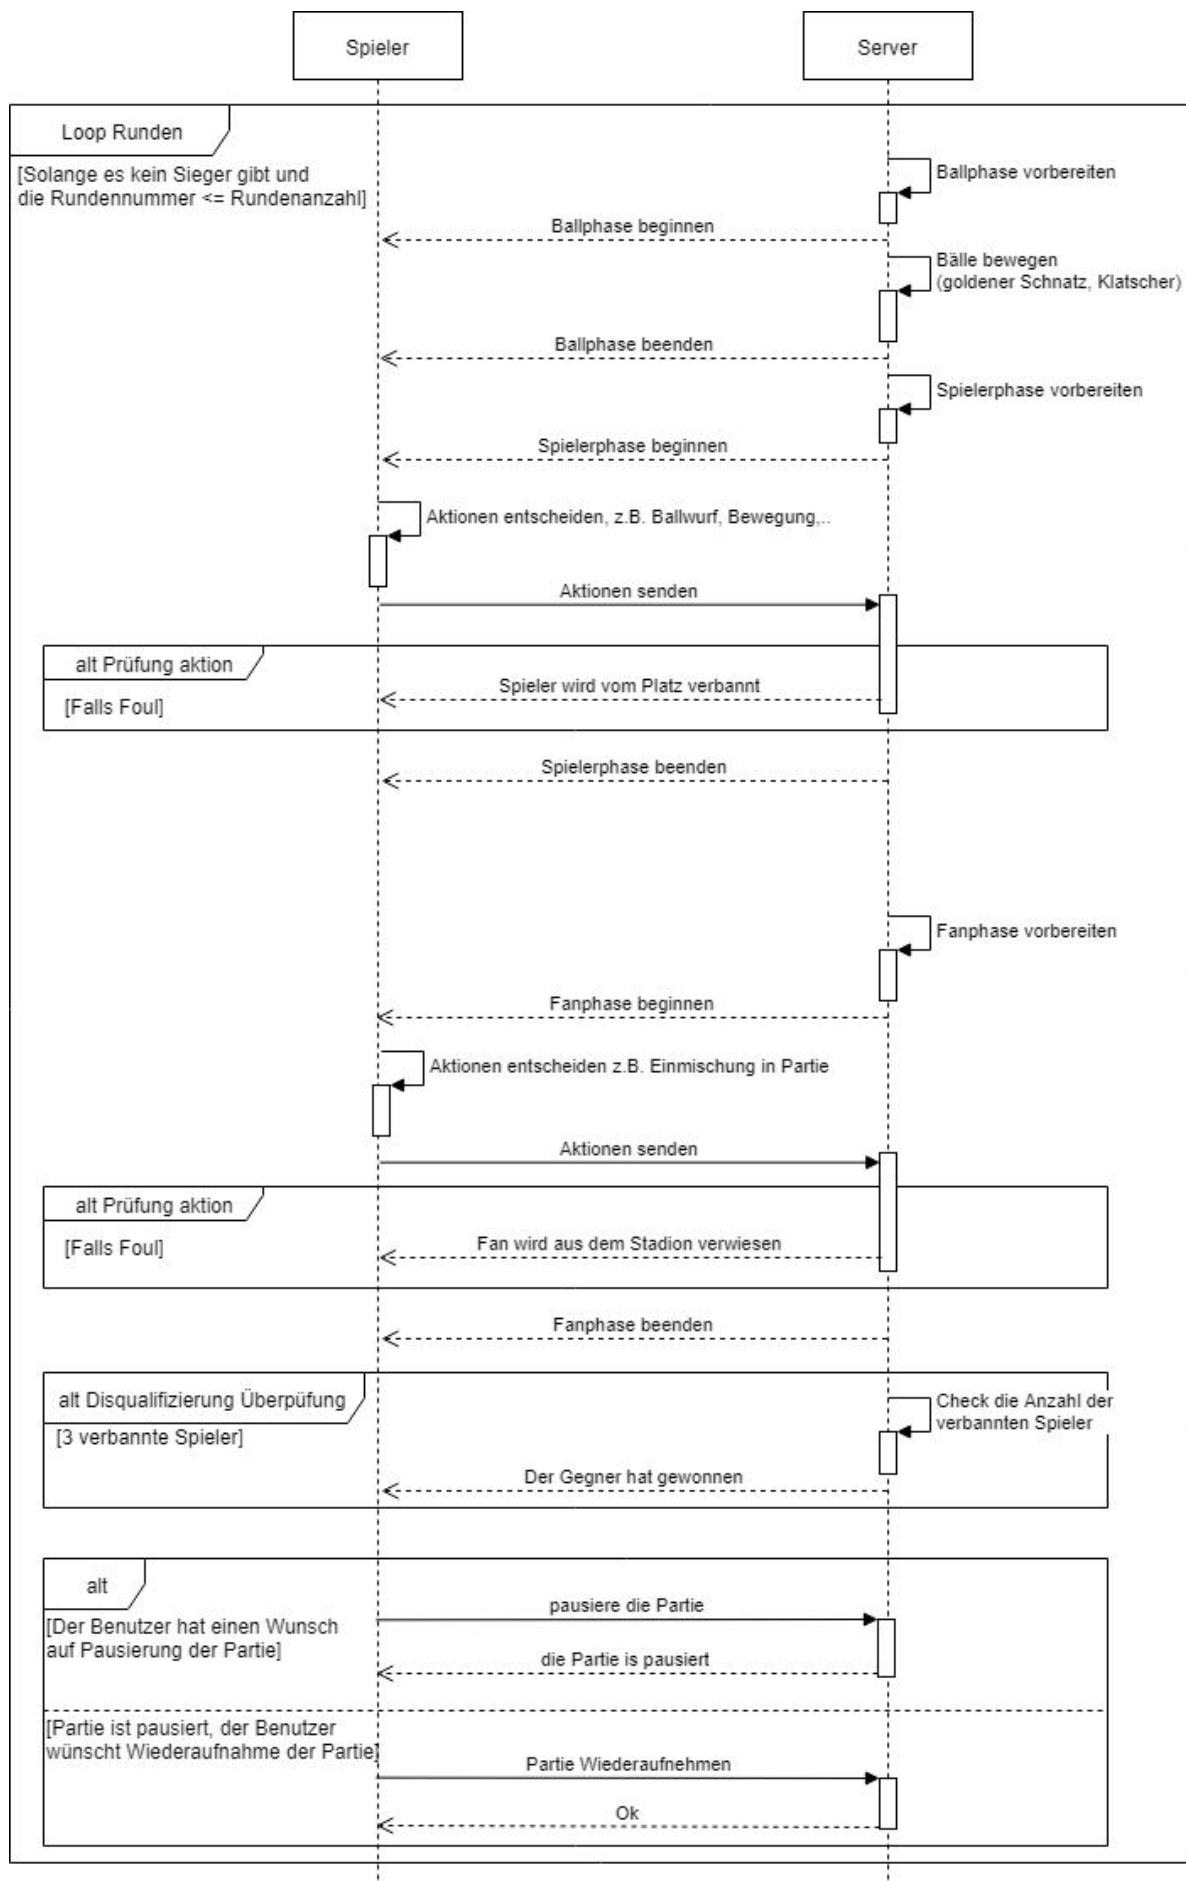 Spieler
Server
Loop Runden
[Solange es kein Sieger gibt und
die Rundennummer <= Rundenanzahl]
Ballphase vorbereiten
Ballphase beginnen
Bälle bewegen
(goldener Schnatz, Klatscher)
Ballphase beenden
Spielerphase vorbereiten
Spielerphase beginnen
Aktionen entscheiden, z.B. Ballwurf, Bewegung,..
Aktionen senden
alt Prüfung aktion
[Falls Foul]
Spieler wird vom Platz verbannt
Spielerphase beenden
Fanphase vorbereiten
Fanphase beginnen
Aktionen entscheiden z.B. Einmischung in Partie
Aktionen senden
alt Prüfung aktion
[Falls Foul]
Fan wird aus dem Stadion verwiesen
Fanphase beenden
alt Disqualifizierung Überpüfung
[3 verbannte Spieler]
Check die Anzahl der
verbannten Spieler
Der Gegner hat gewonnen
alt
[Der Benutzer hat einen Wunsch
auf Pausierung der Partie]
pausiere die Partie
die Partie is pausiert
[Partie ist pausiert, der Benutzer
wünscht Wiederaufnahme der Partie]
Partie Wiederaufnehmen
Ok